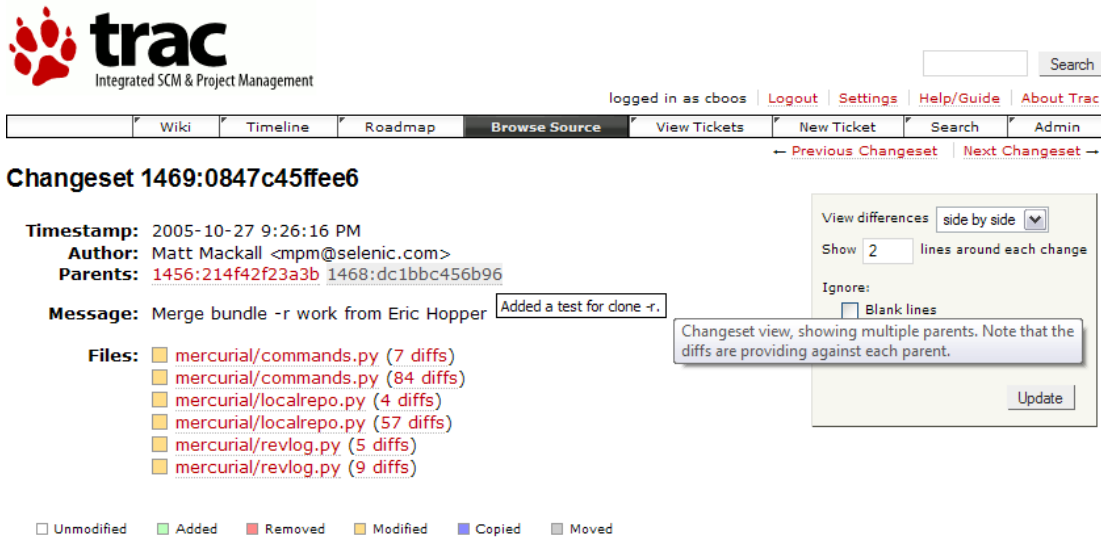 trac
Integrated SCM & Project Management
Search
logged in as cboos Logout Settings Help/Guide About Trac
Wiki Timeline Roadmap Browse Source View Tickets New Ticket Search Admin
← Previous Changeset Next Changeset →
Changeset 1469:0847c45ffee6
Timestamp: 2005-10-27 9:26:16 PM
Author: Matt Mackall <mpm@selenic.com>
Parents: 1456:214f42f23a3b 1468:dc1bbc456b96
Added a test for clone -r.
Message: Merge bundle -r work from Eric Hopper
Files: mercurial/commands.py (7 diffs)
mercurial/commands.py (84 diffs)
mercurial/localrepo.py (4 diffs)
mercurial/localrepo.py (57 diffs)
mercurial/revlog.py (5 diffs)
mercurial/revlog.py (9 diffs)
View differences side by side
Show 2 lines around each change
Ignore:
Blank lines
Changeset view, showing multiple parents. Note that the
diffs are providing against each parent.
Update
Unmodified Added Removed Modified Copied Moved